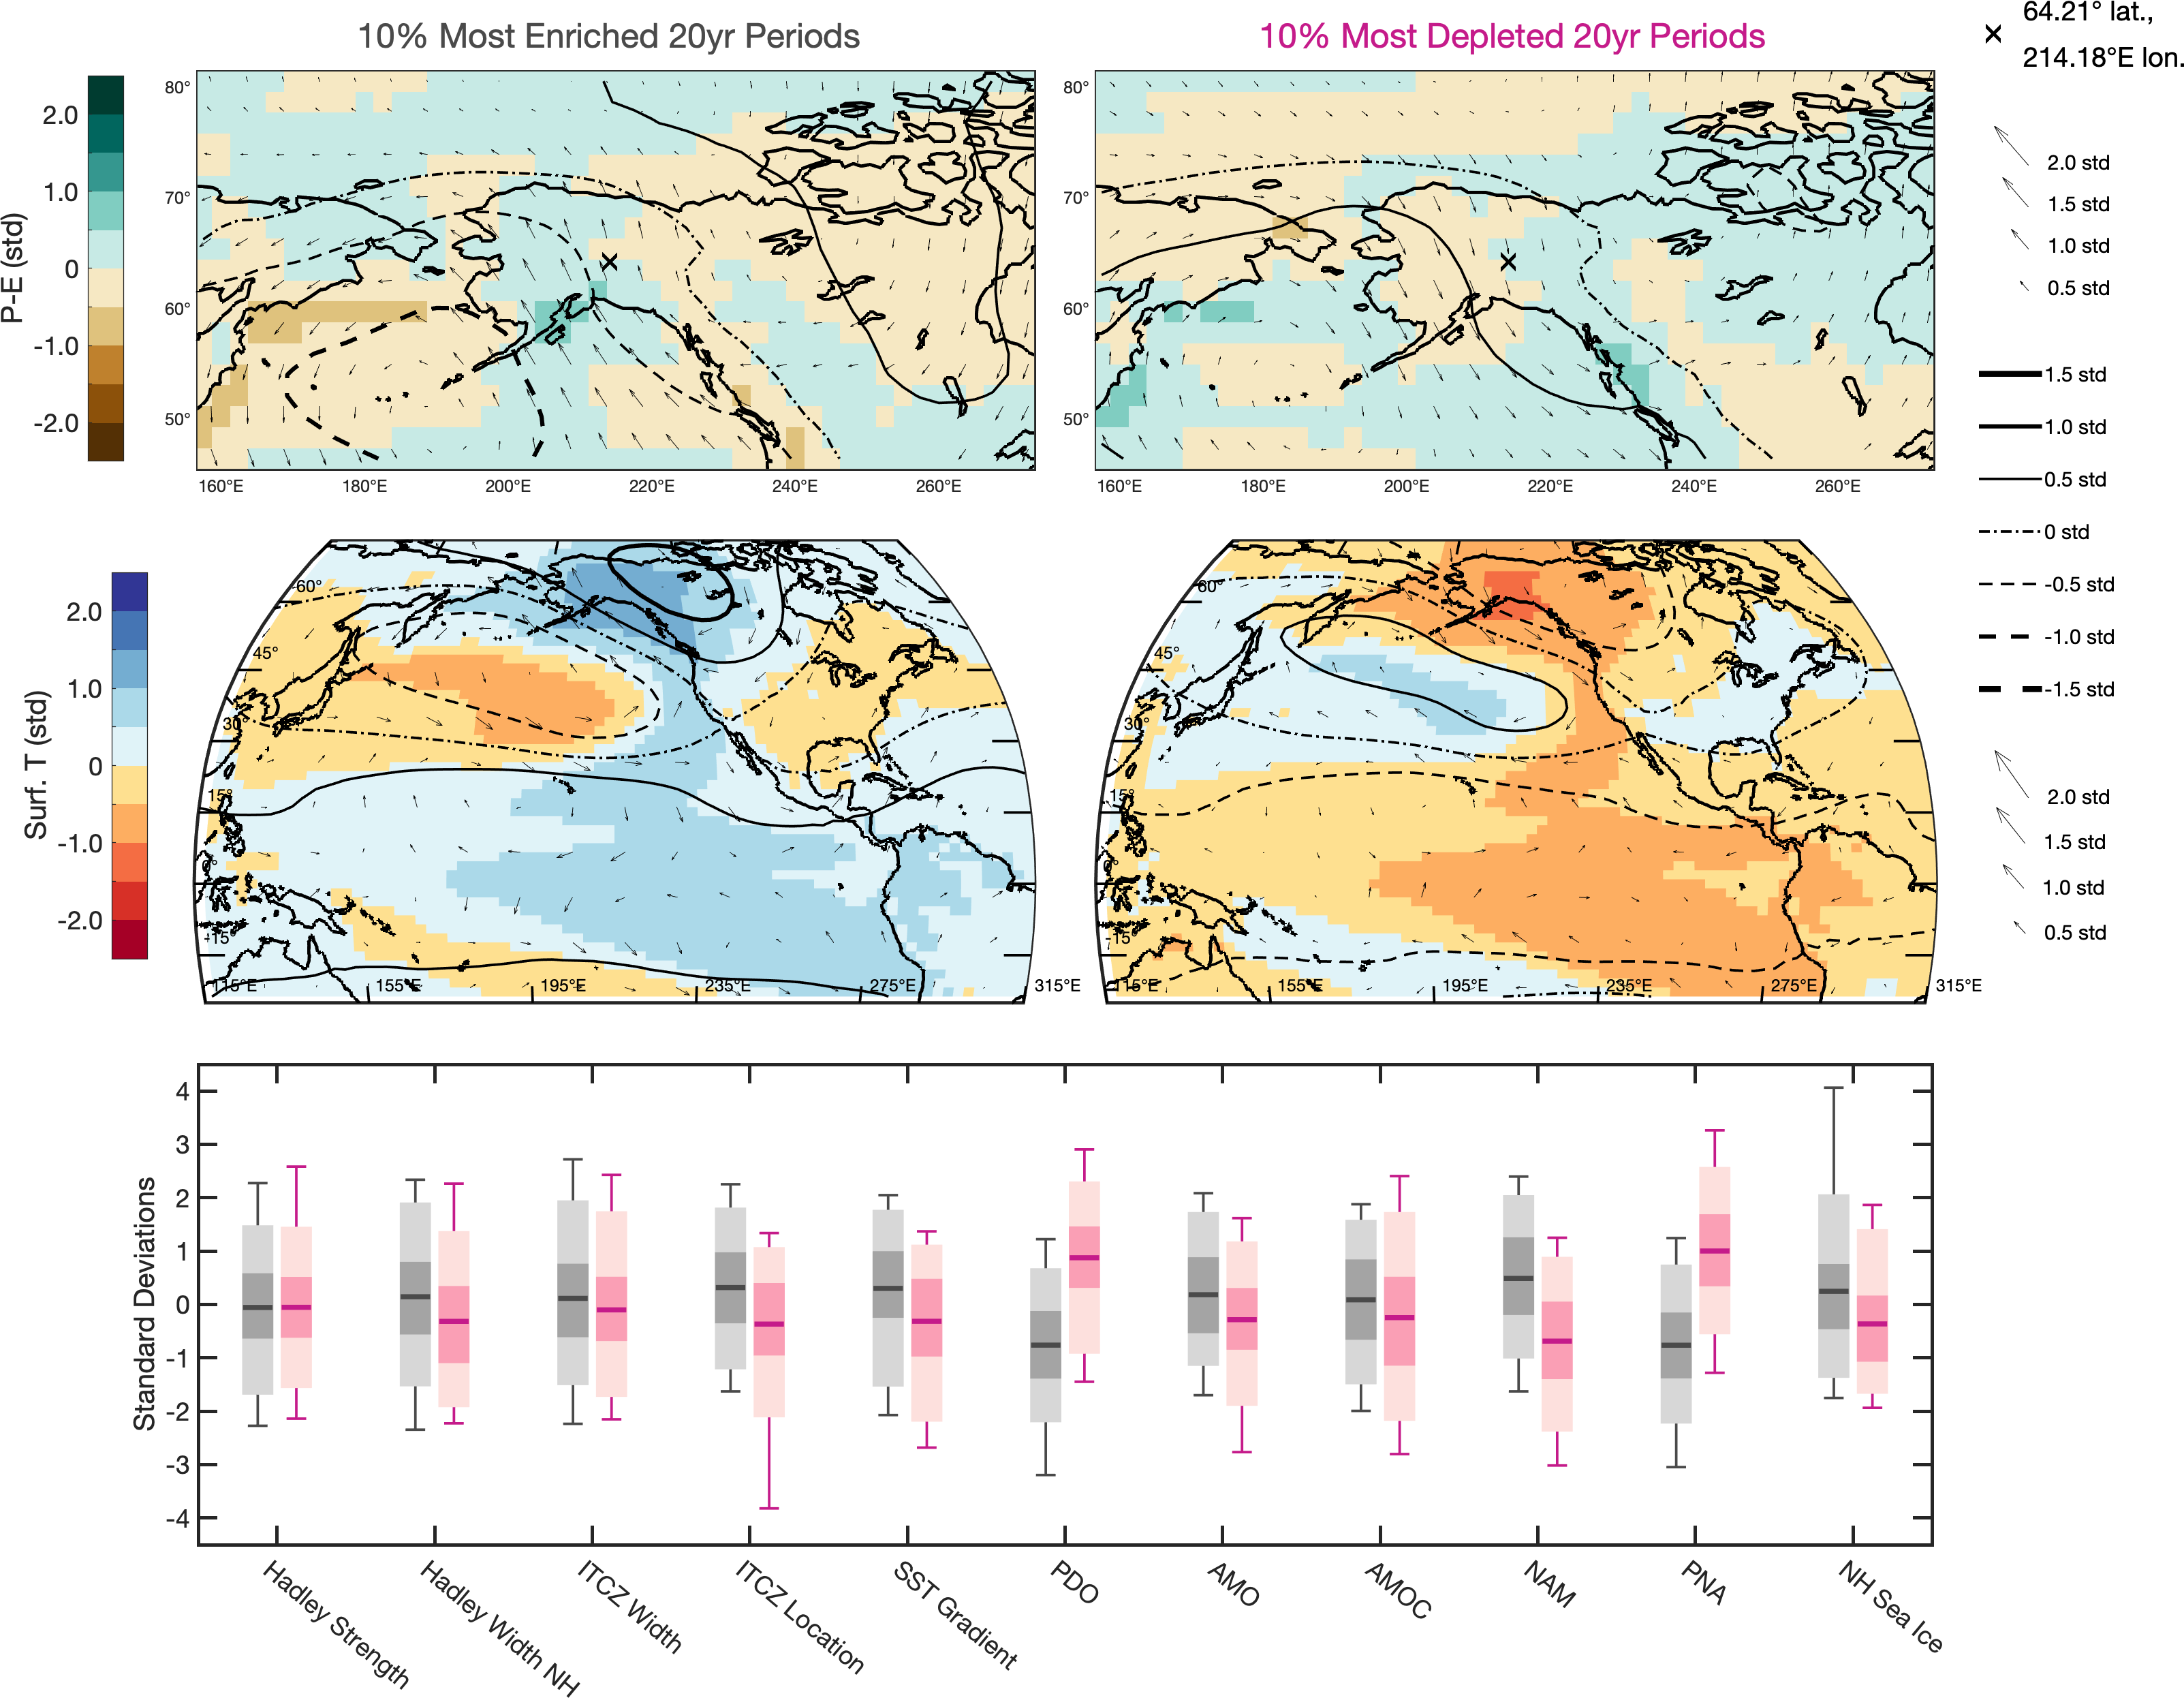 10% Most Enriched 20yr Periods
10% Most Depleted 20yr Periods
64.21° lat.,
214.18°E lon.
P-E (std)
2.0
1.0
0
-1.0
-2.0
80°
70°
60°
50°
160°E
180°E
200°E
220°E
240°E
260°E
80°
70°
60°
50°
160°E
180°E
200°E
220°E
240°E
260°E
2.0 std
1.5 std
1.0 std
0.5 std
1.5 std
1.0 std
0.5 std
0 std
-0.5 std
-1.0 std
-1.5 std
Surf. T (std)
2.0
1.0
0
-1.0
-2.0
60°
45°
30°
15°
0°
-15°
115°E
155°E
195°E
235°E
275°E
315°E
60°
45°
30°
15°
0°
-15°
115°E
155°E
195°E
235°E
275°E
315°E
2.0 std
1.5 std
1.0 std
0.5 std
Standard Deviations
4
3
2
1
0
-1
-2
-3
-4
Hadley Strength
Hadley Width NH
ITCZ Width
ITCZ Location
SST Gradient
PDO
AMO
AMOC
NAM
PNA
NH Sea Ice